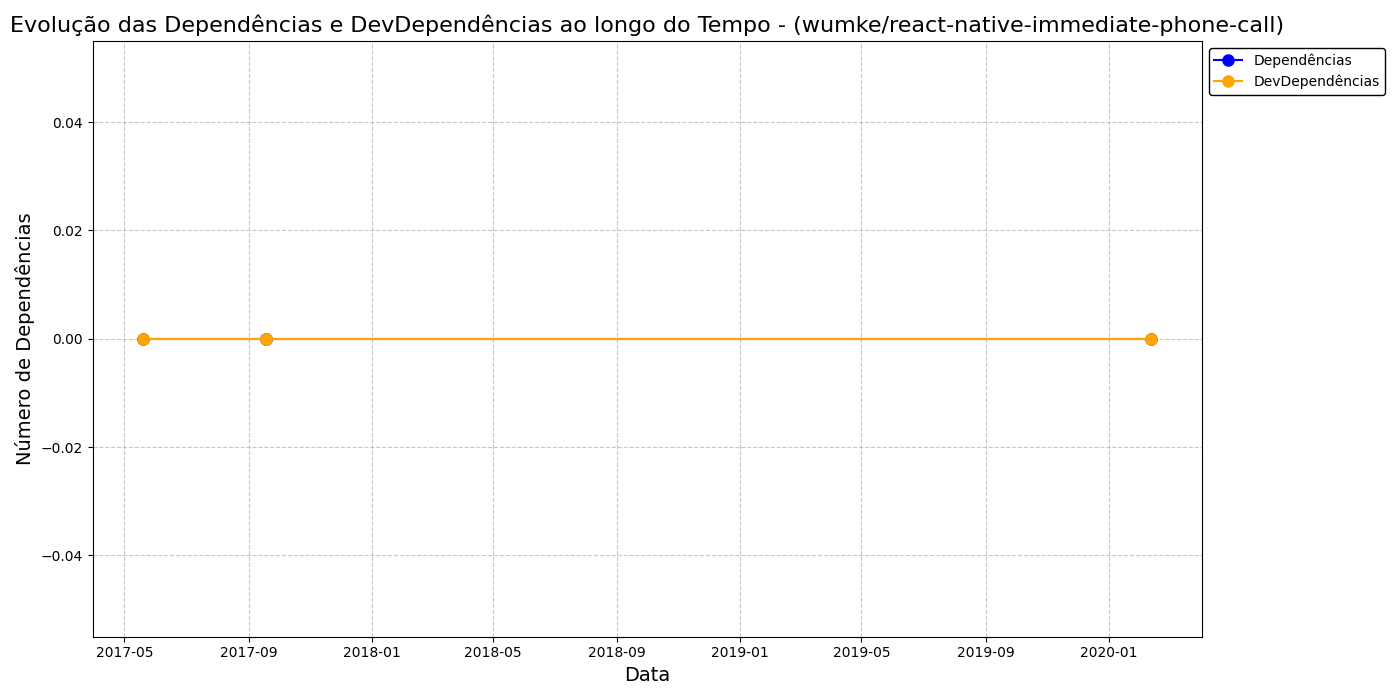 Evolução das Dependências e DevDependências ao longo do Tempo - (wumke/react-native-immediate-phone-call)
Dependências
DevDependências
Número de Dependências
0.04
0.02
0.00
−0.02
−0.04
2017-05 2017-09 2018-01 2018-05 2018-09 2019-01 2019-05 2019-09 2020-01
Data